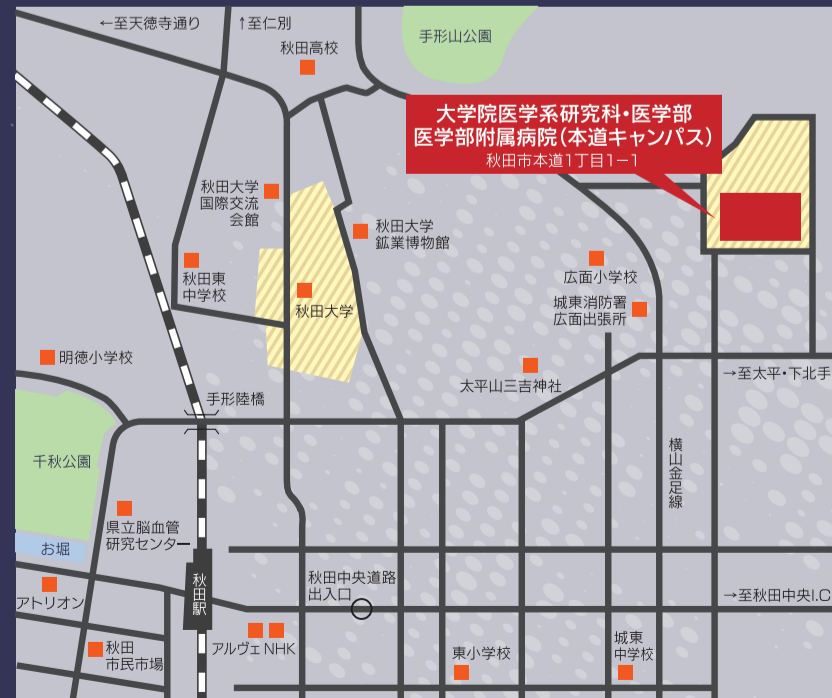 ←至天徳寺通り
↑至仁別
手形山公園
秋田高校
大学院医学系研究科・医学部
医学部附属病院(本道キャンパス)
秋田市本道1丁目1−1
秋田大学
国際交流
会館
秋田大学
鉱業博物館
秋田東
中学校
広面小学校
秋田大学
城東消防署
広面出張所
明徳小学校
太平山三吉神社
→至太平・下北手
手形陸橋
千秋公園
横山金足線
県立脳血管
研究センター
お堀
秋田駅
秋田中央道路
出入口
→至秋田中央I.C
アトリオン
秋田
市民市場
アルヴェ
NHK
東小学校
城東
中学校